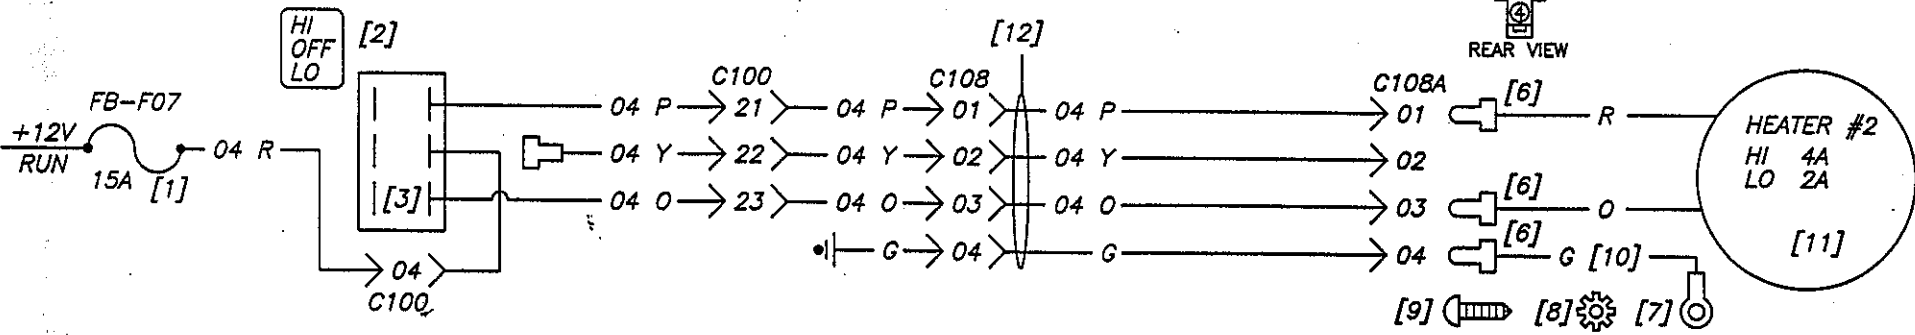 HI
OFF
LO
[2]
[12]
4
REAR VIEW
FB-F07
+12V
RUN
15A
[1]
04 R
[3]
04
C100
C100
C108
C108A
04 P
21
04 P
01
04 P
01
[6]
R
04 Y
22
04 Y
02
04 Y
02
04 O
23
04 O
03
04 O
03
[6]
O
G
04
G
04
[6]
G [10]
HEATER #2
HI 4A
LO 2A
[11]
[9]
[8]
[7]